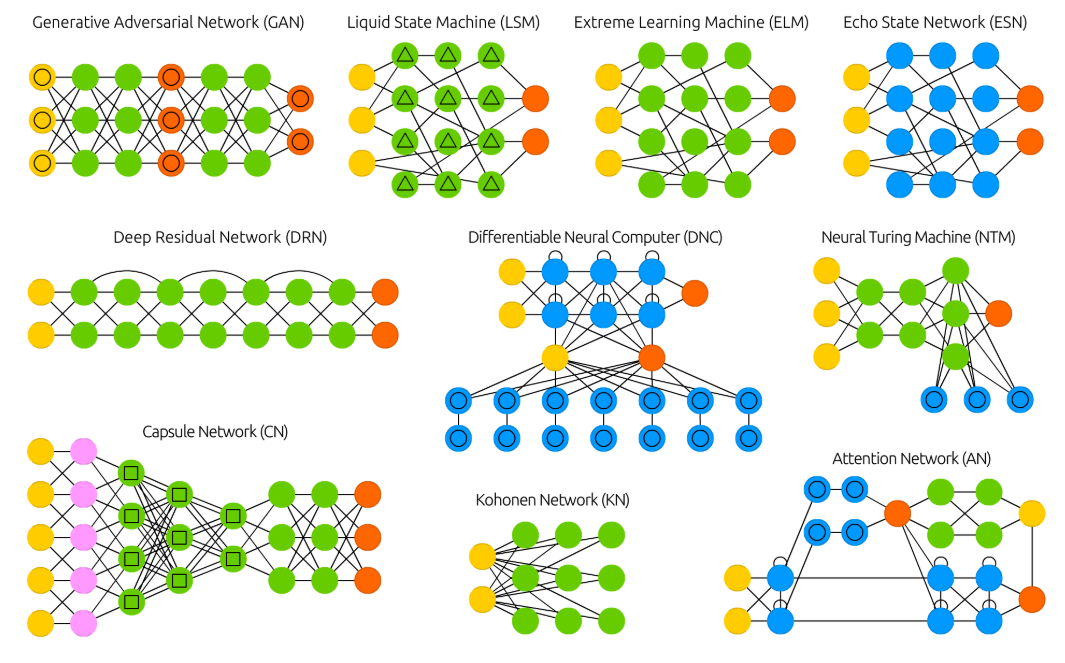 Generative Adversarial Network (GAN)
Liquid State Machine (LSM)
Extreme Learning Machine (ELM)
Echo State Network (ESN)
Deep Residual Network (DRN)
Differentiable Neural Computer (DNC)
Neural Turing Machine (NTM)
Capsule Network (CN)
Kohonen Network (KN)
Attention Network (AN)